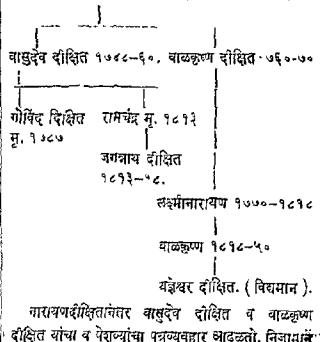 वासुदेव दीक्षित १७४८-६०. वाळकृष्ण दीक्षित ७६०-७०
गोविंद दिक्षित रामचंद्र मृ. १८१३
मृ. १७८७
जगन्नाथ दीक्षित
१८१३-५८.
लक्ष्मीनारायण १७७०-१८१८
वाळकृष्ण १८१८-५०
यज्ञेश्वर दीक्षित. ( विद्यमान ).
नारायणदीक्षितानंतर वासुदेव दीक्षित व वाळकृष्ण
दीक्षित यांचा व पेशव्यांचा पत्रव्यवहार आढळतो.